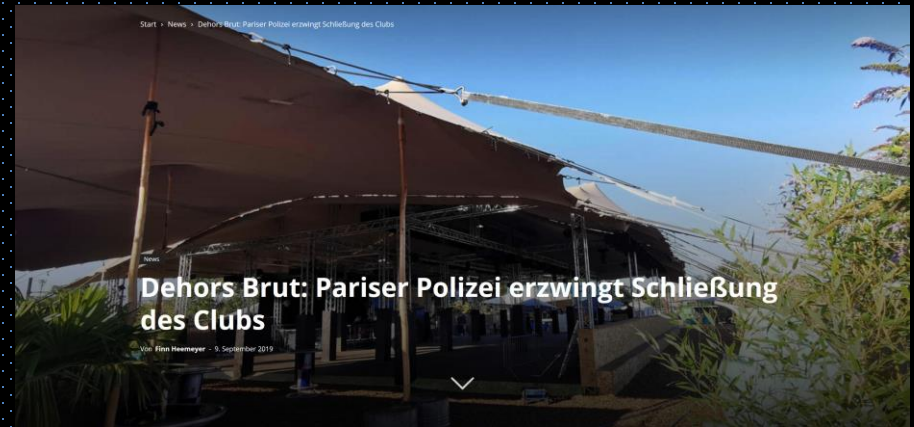 Start › News › Dehors Brut: Pariser Polizei erzwingt Schließung des Clubs
News
Dehors Brut: Pariser Polizei erzwingt Schließung
des Clubs
Von Finn Heemeyer - 9. September 2019